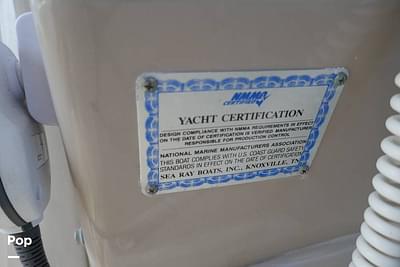 NMMA
CERTIFIED
YACHT CERTIFICATION
DESIGN COMPLIANCE WITH NMMA REQUIREMENTS IN EFFECT
ON THE DATE OF CERTIFICATION IS VERIFIED. MANUFACTURER
RESPONSIBLE FOR PRODUCTION CONTROL.
NATIONAL MARINE MANUFACTURERS ASSOCIATION
THIS BOAT COMPLIES WITH U.S. COAST GUARD SAFETY
STANDARDS IN EFFECT ON THE DATE OF CERTIFICATION
SEA RAY BOATS, INC., KNOXVILLE, TN
Pop